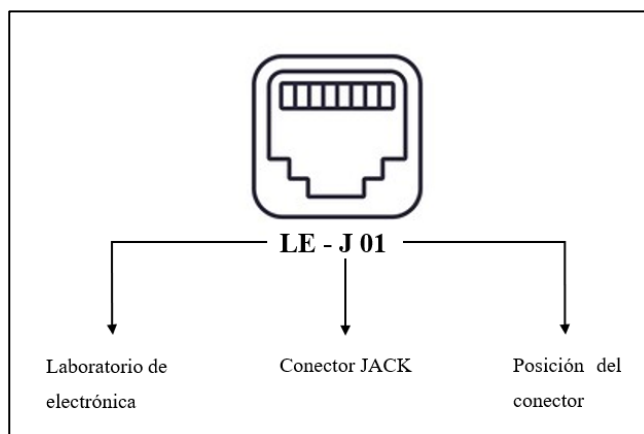 LE - J 01
Laboratorio de
electrónica
Conector JACK
Posición del
conector